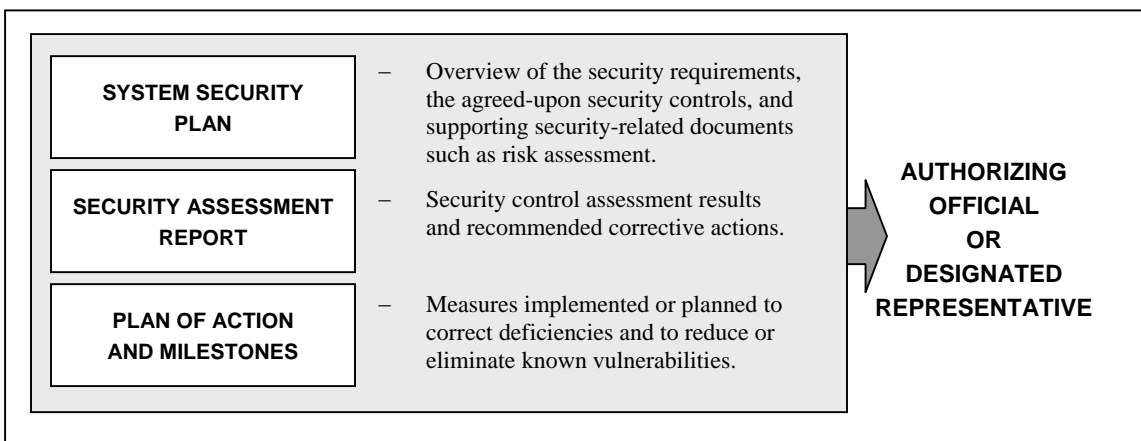 SYSTEM SECURITY
PLAN
– Overview of the security requirements,
the agreed-upon security controls, and
supporting security-related documents
such as risk assessment.
SECURITY ASSESSMENT
REPORT
– Security control assessment results
and recommended corrective actions.
PLAN OF ACTION
AND MILESTONES
– Measures implemented or planned to
correct deficiencies and to reduce or
eliminate known vulnerabilities.
AUTHORIZING
OFFICIAL
OR
DESIGNATED
REPRESENTATIVE